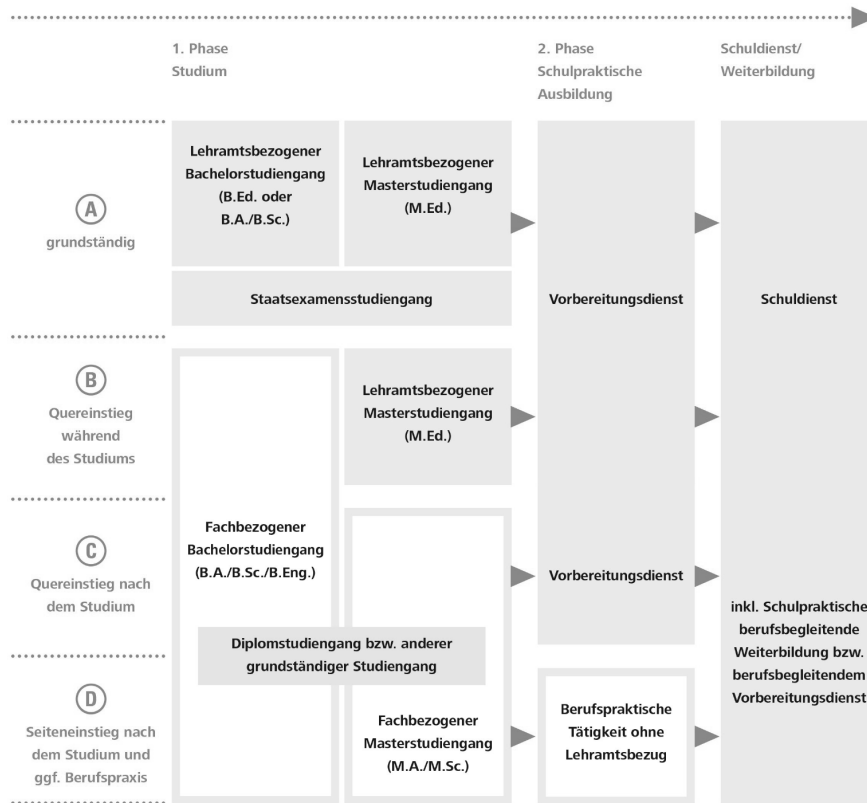 1. Phase
Studium
2. Phase
Schulpraktische
Ausbildung
Schuldienst/
Weiterbildung
A
grundständig
Lehramtsbezogener
Bachelorstudiengang
(B.Ed. oder
B.A./B.Sc.)
Lehramtsbezogener
Masterstudiengang
(M.Ed.)
Staatsexamensstudiengang
Vorbereitungsdienst
Schuldienst
B
Quereinstieg
während
des Studiums
Lehramtsbezogener
Masterstudiengang
(M.Ed.)
C
Quereinstieg nach
dem Studium
Fachbezogener
Bachelorstudiengang
(B.A./B.Sc./B.Eng.)
Vorbereitungsdienst
inkl. Schulpraktische
berufsbegleitende
Weiterbildung bzw.
berufsbegleitendem
Vorbereitungsdienst
Diplomstudiengang bzw. anderer
grundständiger Studiengang
D
Seiteneinstieg nach
dem Studium und
ggf. Berufspraxis
Fachbezogener
Masterstudiengang
(M.A./M.Sc.)
Berufspraktische
Tätigkeit ohne
Lehramtsbezug